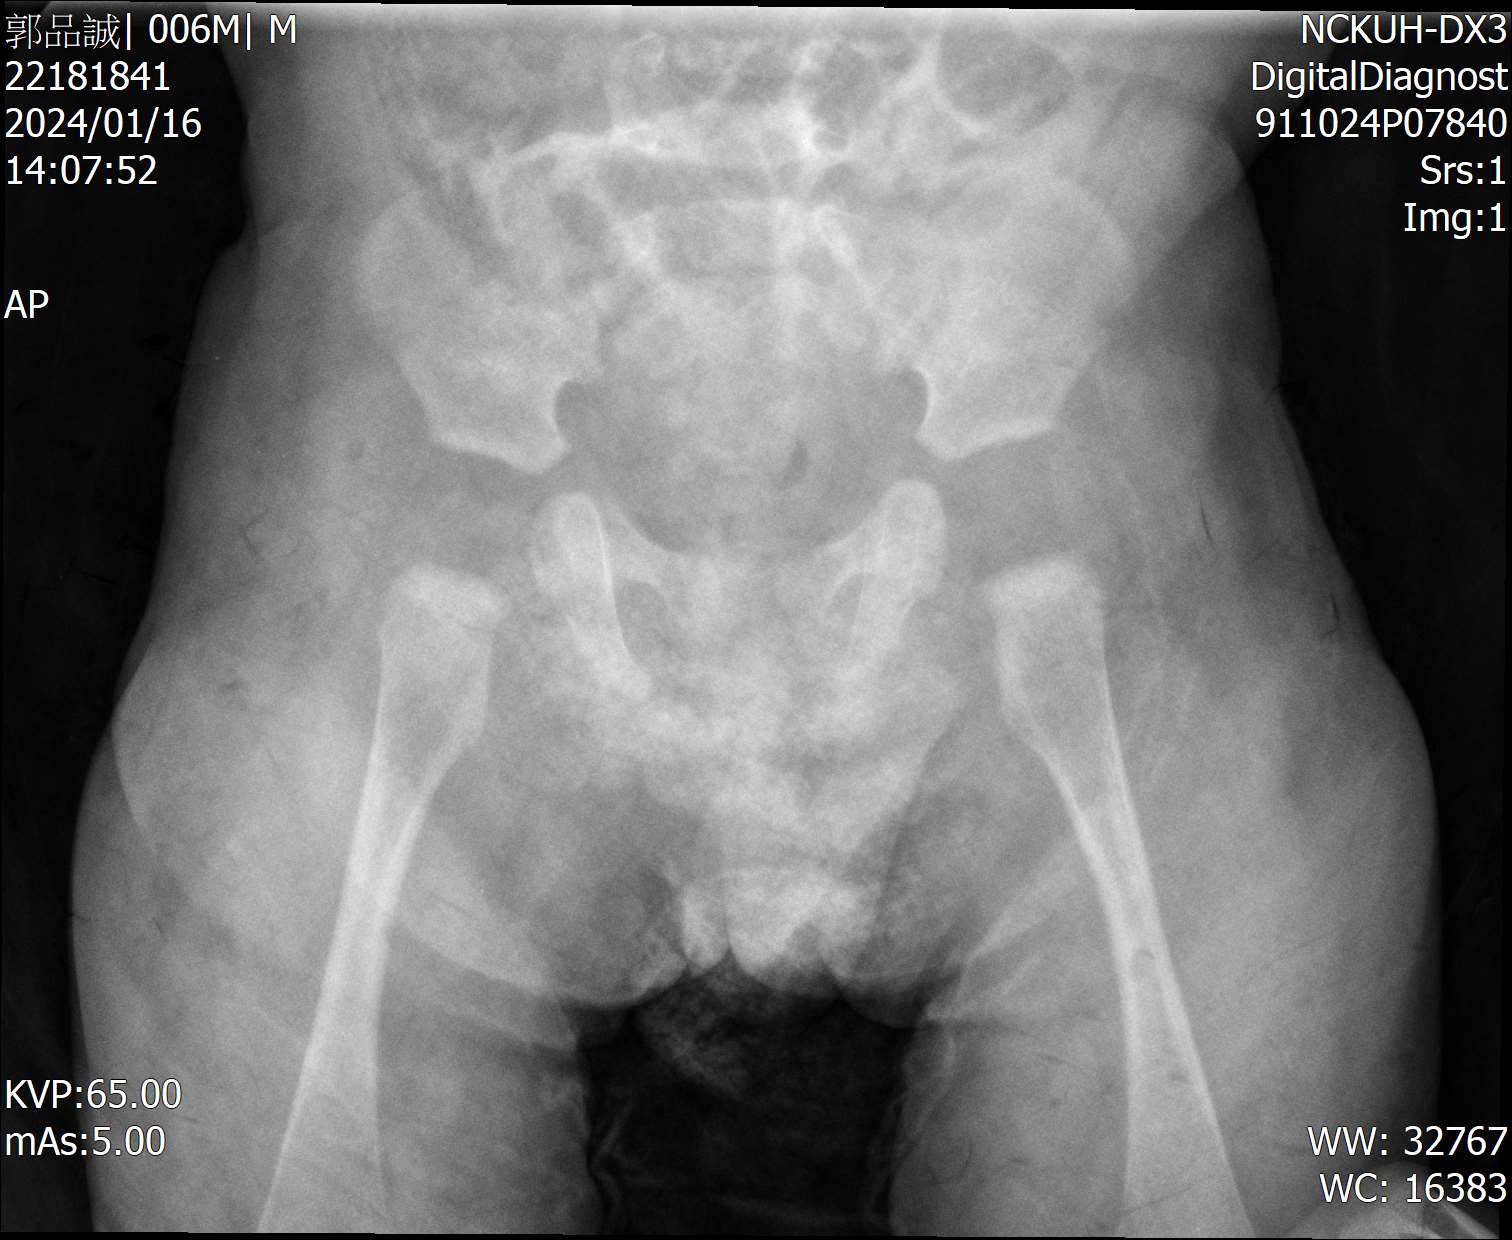 郭品誠| 006M| M
22181841
2024/01/16
14:07:52
AP
NCKUH-DX3
DigitalDiagnost
911024P07840
Srs:1
Img:1
KVP:65.00
mAs:5.00
WW: 32767
WC: 16383